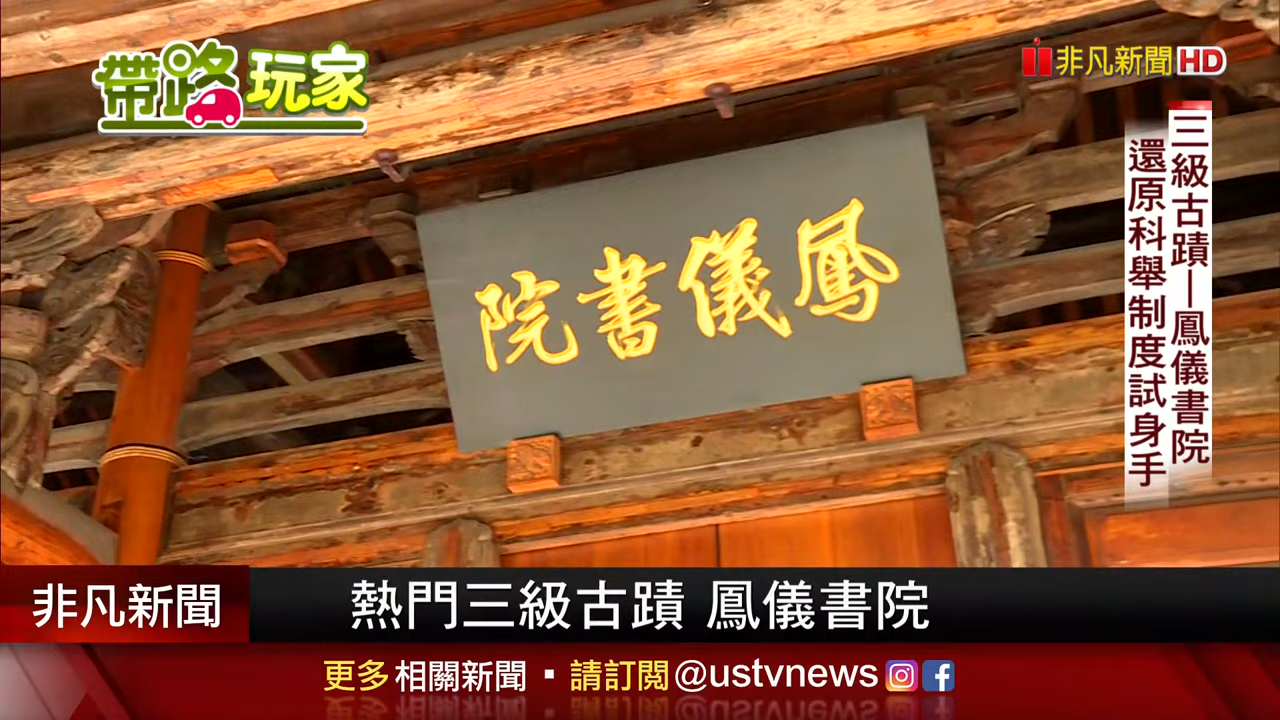 帶路玩家
非凡新聞HD
三級古蹟—鳳儀書院
還原科舉制度試身手
鳳儀書院
非凡新聞
熱門三級古蹟 鳳儀書院
更多相關新聞・請訂閱@ustvnews